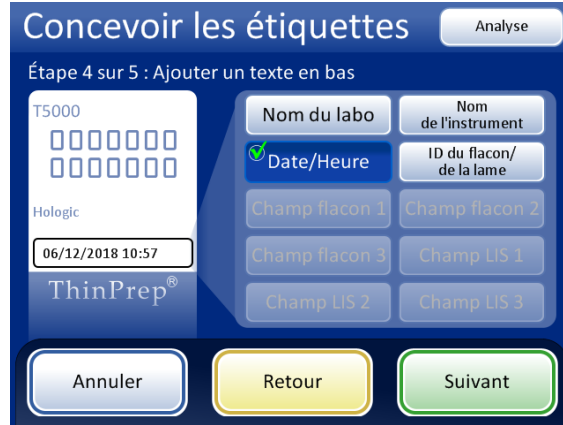 Concevoir les étiquettes
Analyse
Étape 4 sur 5 : Ajouter un texte en bas
T5000
0000000
0000000
Hologic
06/12/2018 10:57
ThinPrep®
Nom du labo
Nom
de l'instrument
Date/Heure
ID du flacon/
de la lame
Champ flacon 1
Champ flacon 2
Champ flacon 3
Champ LIS 1
Champ LIS 2
Champ LIS 3
Annuler
Retour
Suivant